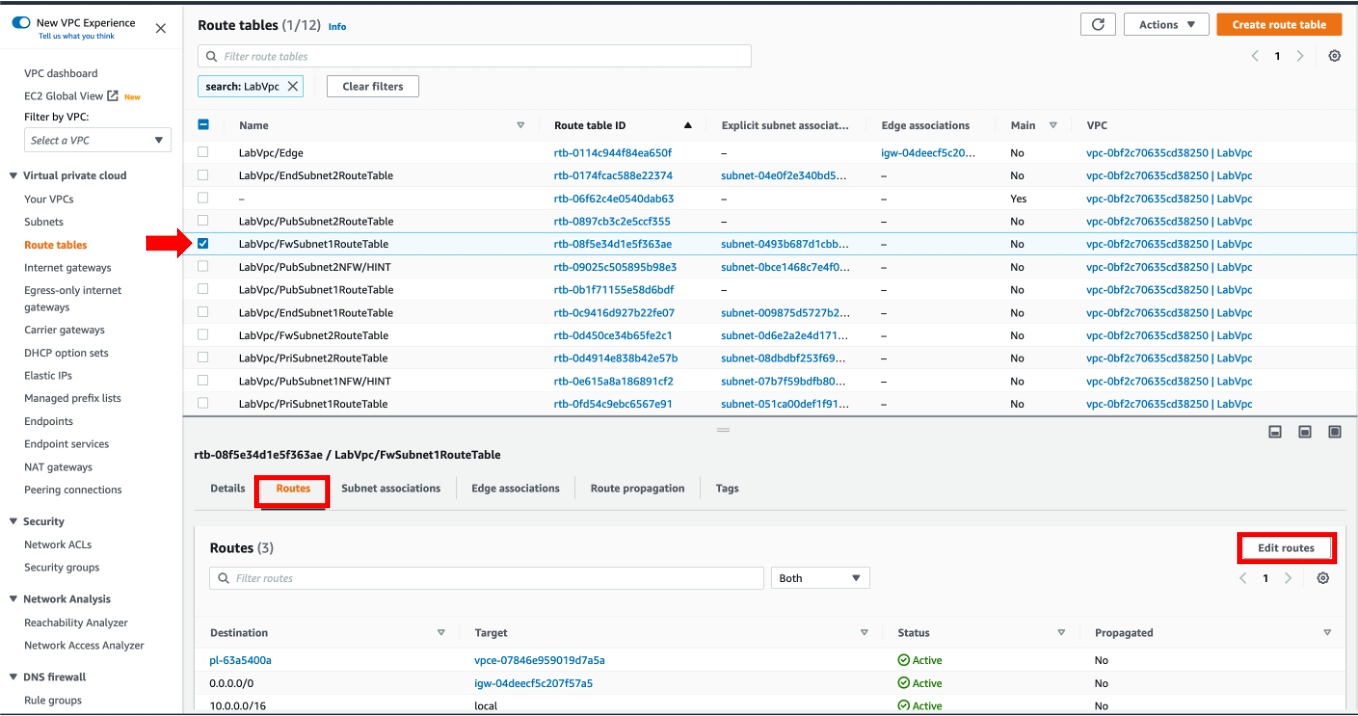 New VPC Experience
Tell us what you think
VPC dashboard
EC2 Global View New
Filter by VPC:
Select a VPC
Virtual private cloud
Your VPCs
Subnets
Route tables
Internet gateways
Egress-only internet
gateways
Carrier gateways
DHCP option sets
Elastic IPs
Managed prefix lists
Endpoints
Endpoint services
NAT gateways
Peering connections
Security
Network ACLs
Security groups
Network Analysis
Reachability Analyzer
Network Access Analyzer
DNS firewall
Rule groups
Route tables (1/12) Info
Actions
Create route table
Filter route tables
1
search: LabVpc
Clear filters
Name Route table ID Explicit subnet associat... Edge associations Main VPC
LabVpc/Edge rtb-0114c944f84ea650f – igw-04deecf5c20... No vpc-0bf2c70635cd38250 | LabVpc
LabVpc/EndSubnet2RouteTable rtb-0174fcac588e22374 subnet-04e0f2e340bd5... – No vpc-0bf2c70635cd38250 | LabVpc
– rtb-06f62c4e0540dab63 – – Yes vpc-0bf2c70635cd38250 | LabVpc
LabVpc/PubSubnet2RouteTable rtb-0897cb3c2e5ccf355 – – No vpc-0bf2c70635cd38250 | LabVpc
LabVpc/FwSubnet1RouteTable rtb-08f5e34d1e5f363ae subnet-0493b687d1cbb... – No vpc-0bf2c70635cd38250 | LabVpc
LabVpc/PubSubnet2NFW/HINT rtb-09025c505895b98e3 subnet-0bce1468c7e4f0... – No vpc-0bf2c70635cd38250 | LabVpc
LabVpc/PubSubnet1RouteTable rtb-0b1f71155e58d6bdf – – No vpc-0bf2c70635cd38250 | LabVpc
LabVpc/EndSubnet1RouteTable rtb-0c9416d927b22fe07 subnet-009875d5727b2... – No vpc-0bf2c70635cd38250 | LabVpc
LabVpc/FwSubnet2RouteTable rtb-0d450ce34b65fe2c1 subnet-0d6e2a2e4d171... – No vpc-0bf2c70635cd38250 | LabVpc
LabVpc/PriSubnet2RouteTable rtb-0d4914e838b42e57b subnet-08dbdbf253f69... – No vpc-0bf2c70635cd38250 | LabVpc
LabVpc/PubSubnet1NFW/HINT rtb-0e615a8a186891cf2 subnet-07b7f59bdfb80... – No vpc-0bf2c70635cd38250 | LabVpc
LabVpc/PriSubnet1RouteTable rtb-0fd54c9ebc6567e91 subnet-051ca00def1f91... – No vpc-0bf2c70635cd38250 | LabVpc
rtb-08f5e34d1e5f363ae / LabVpc/FwSubnet1RouteTable
Details Routes Subnet associations Edge associations Route propagation Tags
Routes (3)
Edit routes
Filter routes
Both
1
Destination Target Status Propagated
pl-63a5400a vpce-07846e959019d7a5a Active No
0.0.0.0/0 igw-04deecf5c207f57a5 Active No
10.0.0.0/16 local Active No